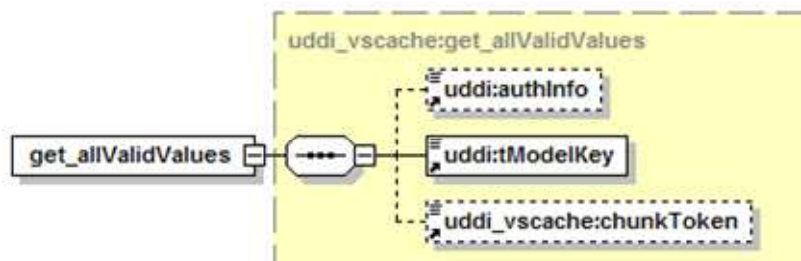 uddi_vscache:get_allValidValues
uddi:authInfo
get_allValidValues
uddi:tModelKey
uddi_vscache:chunkToken